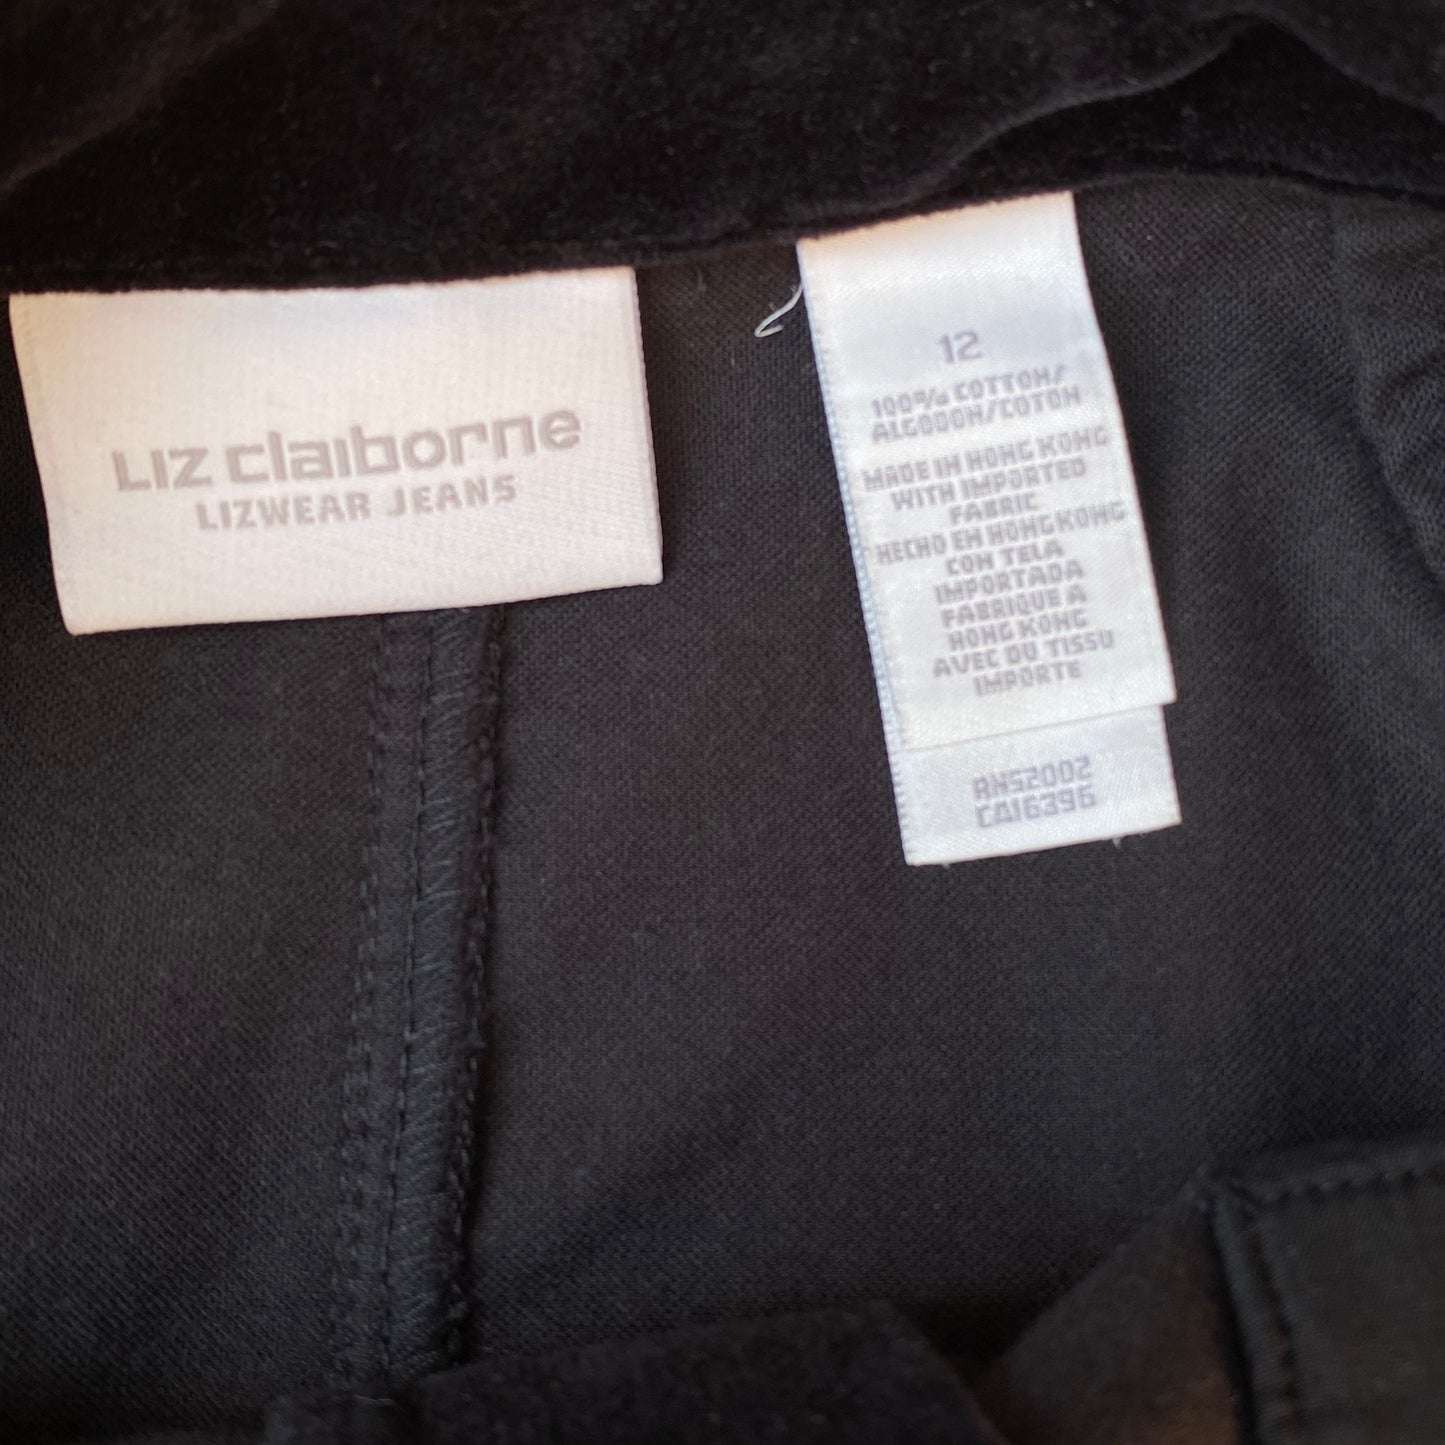 LIZ claiborne
LIZWEAR JEANS
12
100% COTTON/
ALGODON/COTON
MADE IN HONG KONG
WITH IMPORTED
FABRIC
HECHO EN HONG KONG
CON TELA
IMPORTADA
FABRIQUE A
HONG KONG
AVEC DU TISSU
IMPORTE
RN52002
CA16396